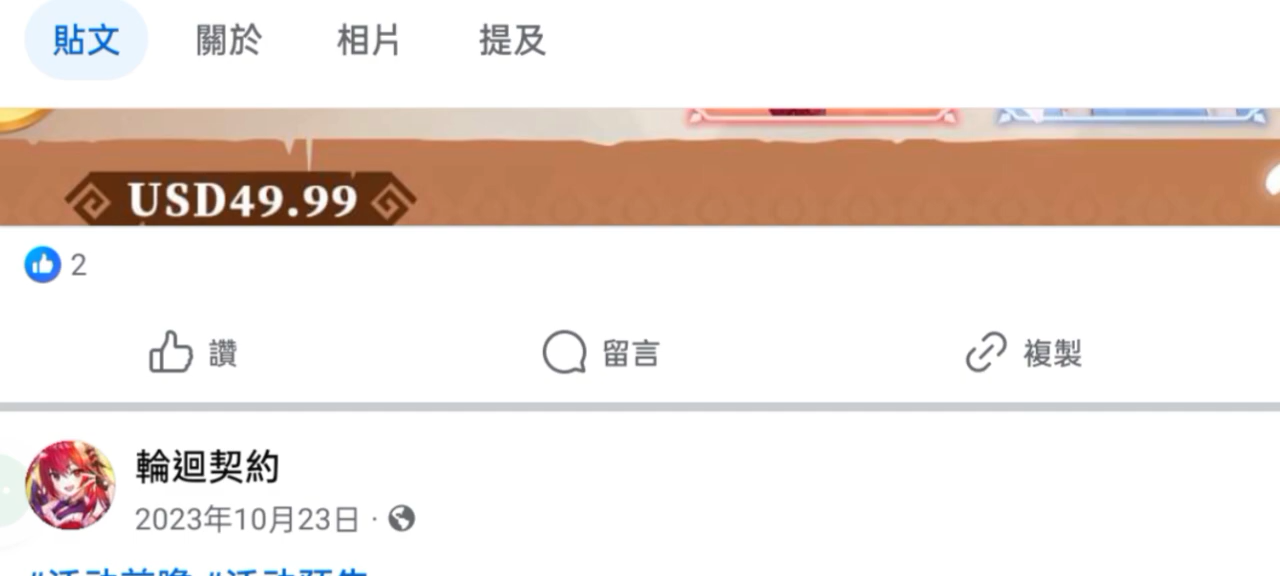 貼文 關於 相片 提及
USD49.99
2
讚 留言 複製
輪迴契約
2023年10月23日 ·